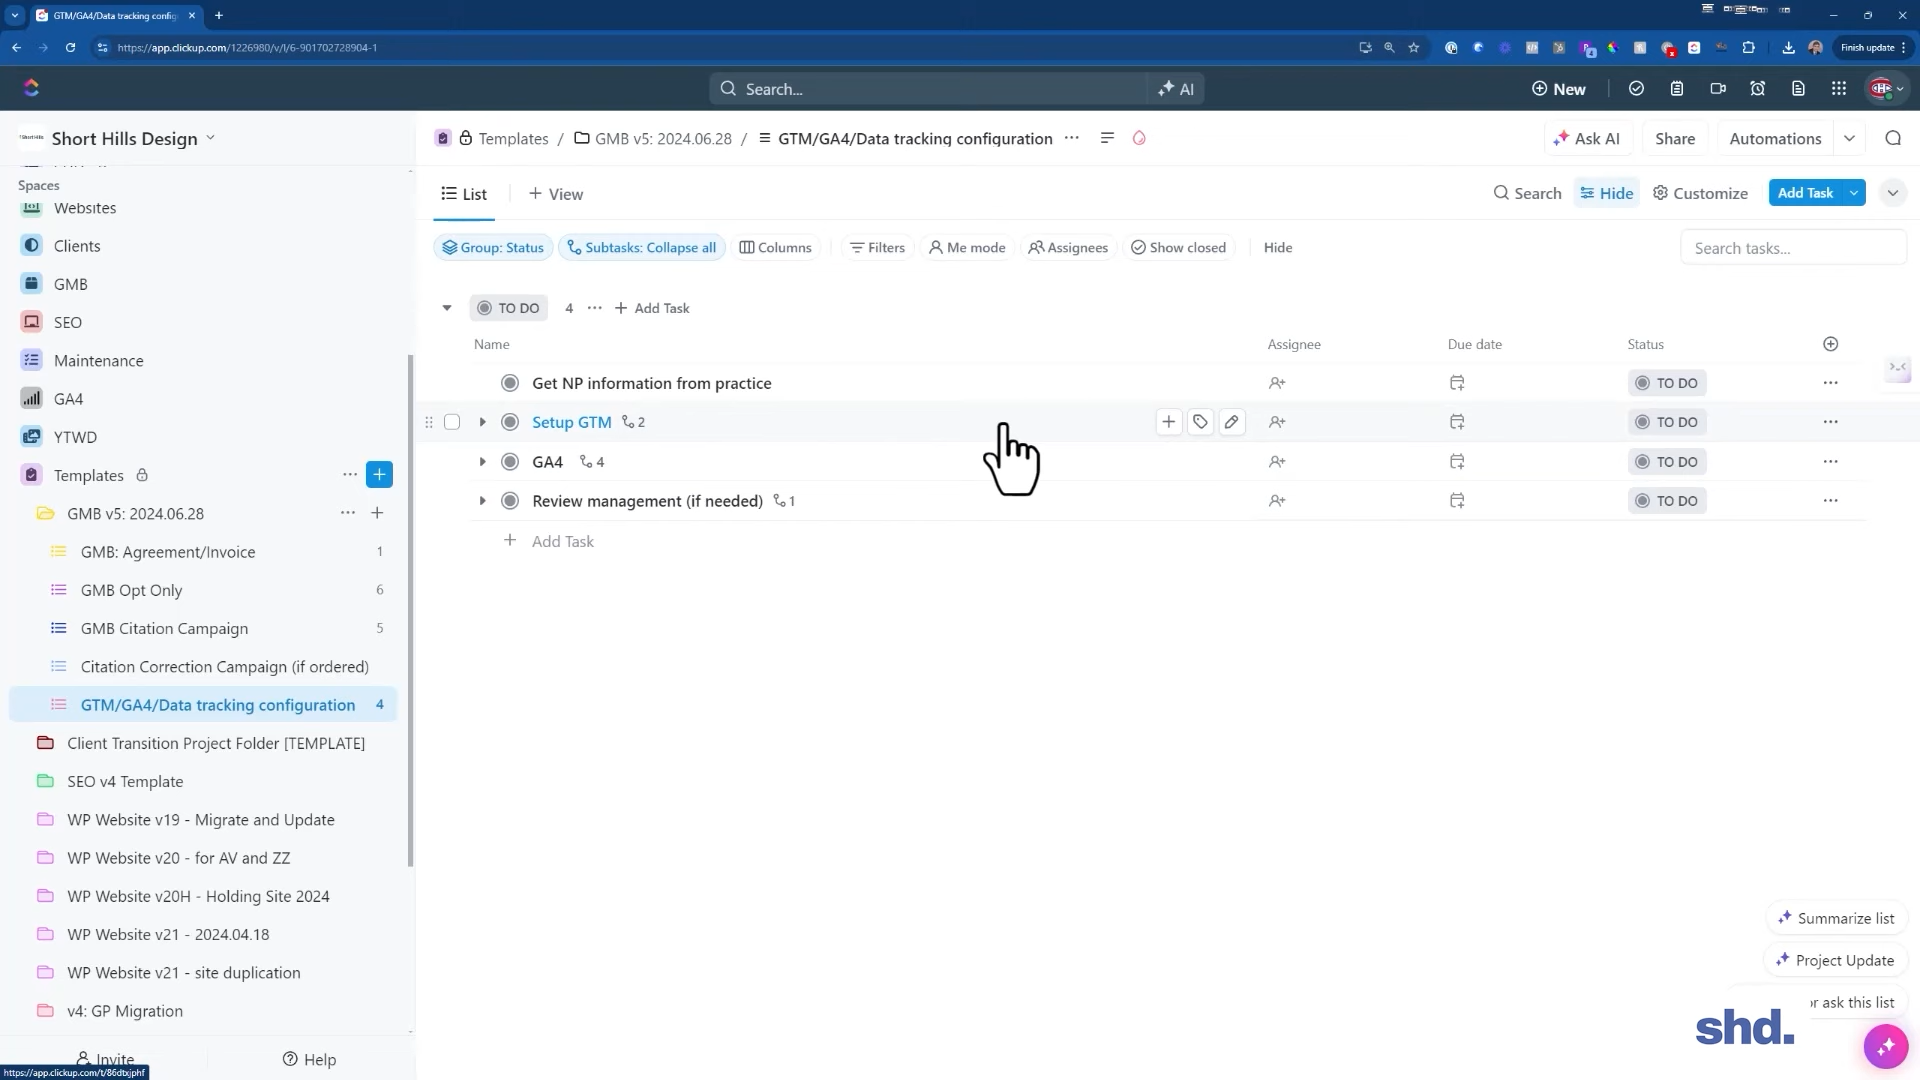 GTM/GA4/Data tracking config
https://app.clickup.com/1226980/v/l/6-901702728904-1
Finish update
Search...
AI
New
Short Hills Design
Templates / GMB v5: 2024.06.28 / GTM/GA4/Data tracking configuration
Ask AI
Share
Automations
Spaces
Websites
Clients
GMB
SEO
Maintenance
GA4
YTWD
Templates
GMB v5: 2024.06.28
GMB: Agreement/Invoice 1
GMB Opt Only 6
GMB Citation Campaign 5
Citation Correction Campaign (if ordered)
GTM/GA4/Data tracking configuration 4
Client Transition Project Folder [TEMPLATE]
SEO v4 Template
WP Website v19 - Migrate and Update
WP Website v20 - for AV and ZZ
WP Website v20H - Holding Site 2024
WP Website v21 - 2024.04.18
WP Website v21 - site duplication
v4: GP Migration
Invite
Help
https://app.clickup.com/t/86dtxjphf
List
+ View
Search
Hide
Customize
Add Task
Group: Status
Subtasks: Collapse all
Columns
Filters
Me mode
Assignees
Show closed
Hide
Search tasks...
TO DO 4 ... + Add Task
Name Assignee Due date Status
Get NP information from practice TO DO
Setup GTM 2 TO DO
GA4 4 TO DO
Review management (if needed) 1 TO DO
+ Add Task
Summarize list
Project Update
or ask this list
shd.